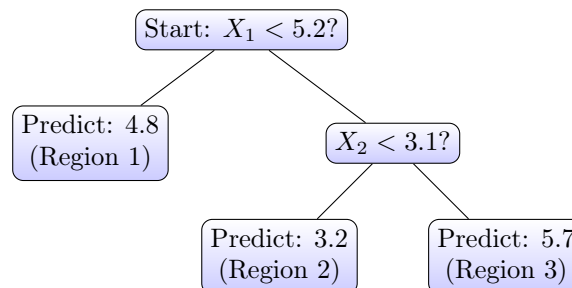 Start: X₁ < 5.2?
Predict: 4.8
(Region 1)
X₂ < 3.1?
Predict: 3.2
(Region 2)
Predict: 5.7
(Region 3)